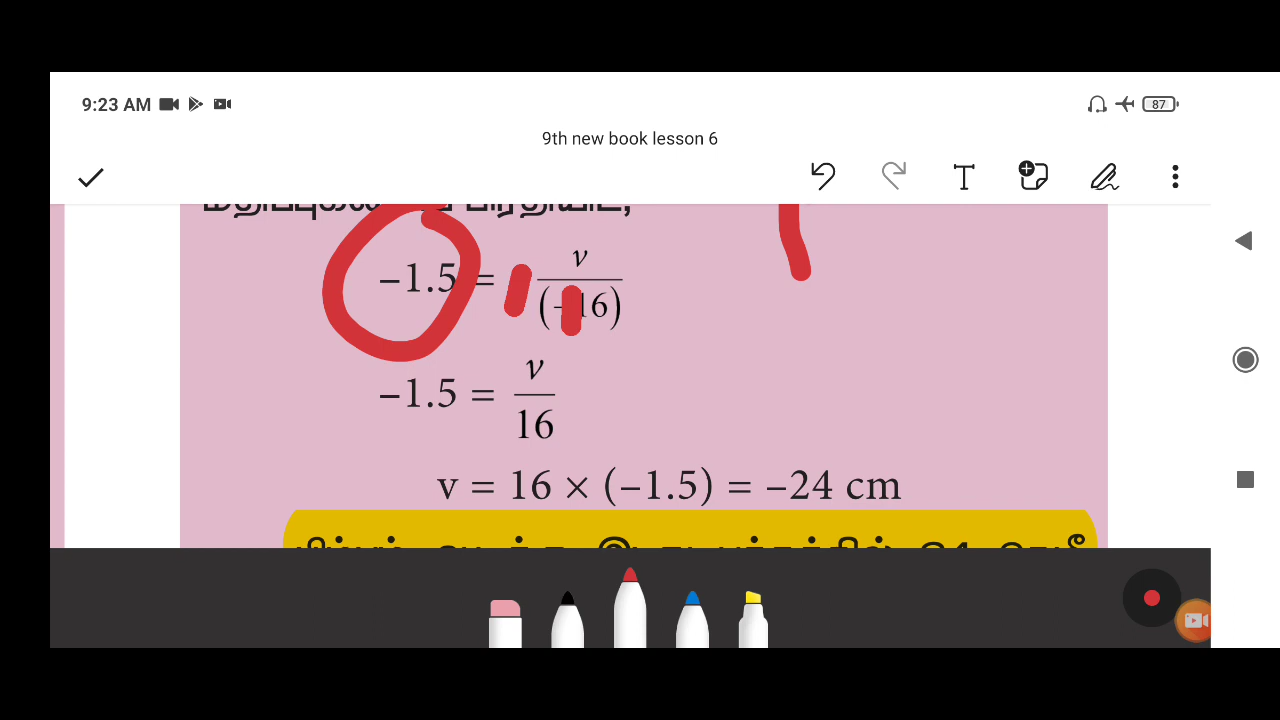 9:23 AM 87
9th new book lesson 6
–1.5 = v
(–16)
–1.5 = v
16
v = 16 × (–1.5) = –24 cm